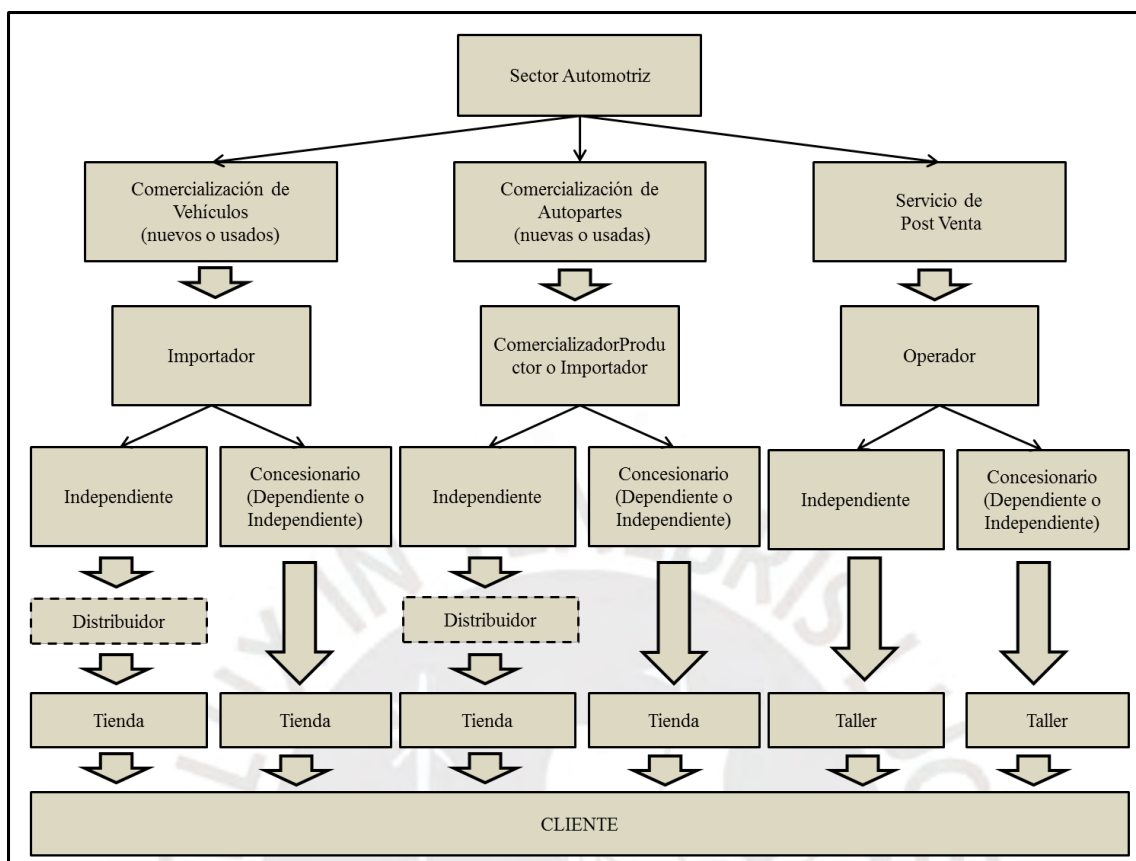 Sector Automotriz
Comercialización de
Vehículos
(nuevos o usados)
Comercialización de
Autopartes
(nuevas o usadas)
Servicio de
Post Venta
Importador
ComercializadorProdu
ctor o Importador
Operador
Independiente
Concesionario
(Dependiente o
Independiente)
Independiente
Concesionario
(Dependiente o
Independiente)
Independiente
Concesionario
(Dependiente o
Independiente)
Distribuidor
Distribuidor
Tienda
Tienda
Tienda
Tienda
Taller
Taller
CLIENTE